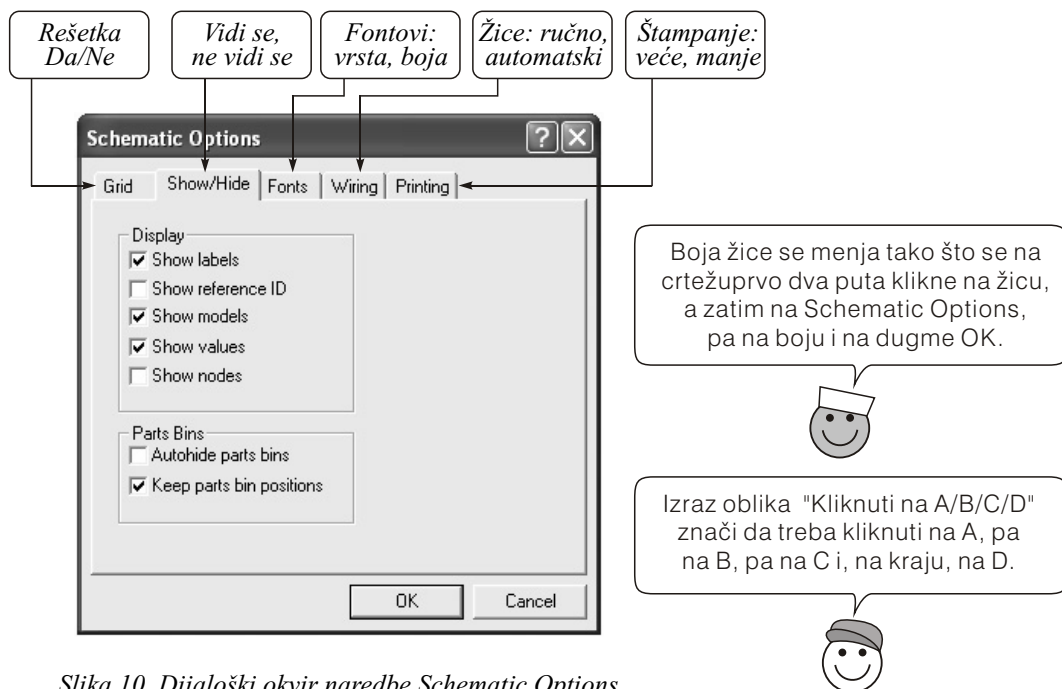 Rešetka
Da/Ne
Vidi se,
ne vidi se
Fontovi:
vrsta, boja
Žice: ručno,
automatski
Štampanje:
veće, manje
Schematic Options
Grid
Show/Hide
Fonts
Wiring
Printing
Display
Show labels
Show reference ID
Show models
Show values
Show nodes
Parts Bins
Autohide parts bins
Keep parts bin positions
OK
Cancel
Boja žice se menja tako što se na
crtežuprvo dva puta klikne na žicu,
a zatim na Schematic Options,
pa na boju i na dugme OK.
Izraz oblika "Kliknuti na A/B/C/D"
znači da treba kliknuti na A, pa
na B, pa na C i, na kraju, na D.
Slika 10. Dijaloški okvir naredbe Schematic Options